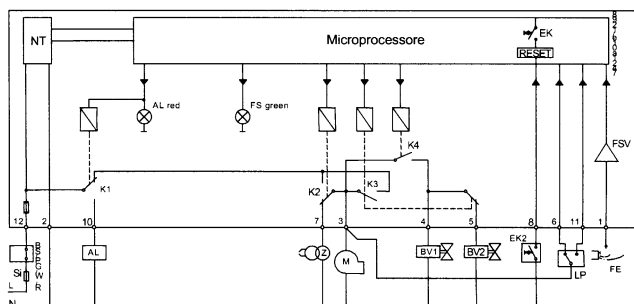 NT
Microprocessore
EK
RESET
AL red
FS green
FSV
K4
K1
K2
K3
12 2 10 7 3 4 5 8 6 11 1
Si
AL
Z
M
BV1
BV2
EK2
LP
FE
L
N
R